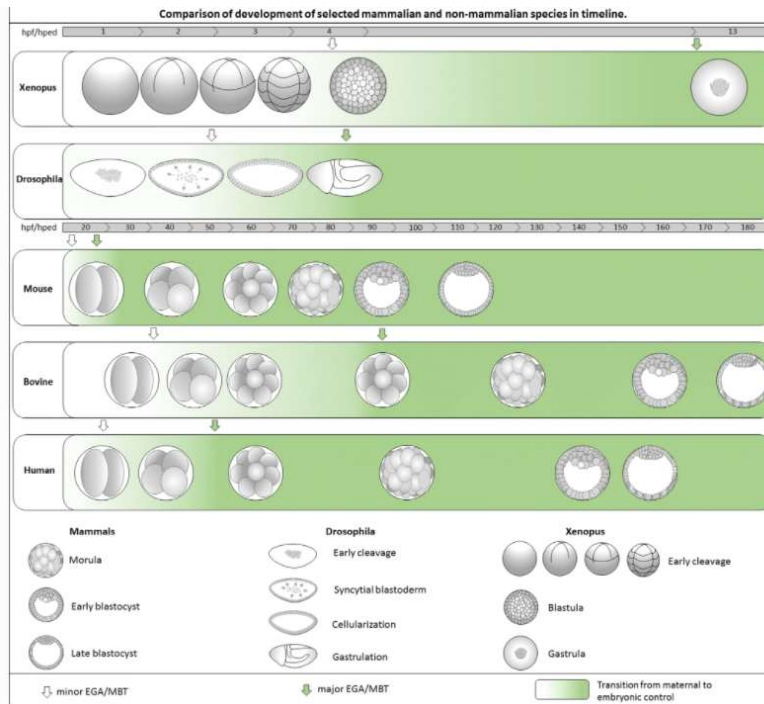 Comparison of development of selected mammalian and non-mammalian species in timeline.
hpf/hped 1 2 3 4 13
Xenopus
Drosophila
hpf/hped 20 30 40 50 60 70 80 90 100 110 120 130 140 150 160 170 180
Mouse
Bovine
Human
Mammals Drosophila Xenopus
Morula Early cleavage Early cleavage
Early blastocyst Syncytial blastoderm Blastula
Late blastocyst Cellularization Gastrula
Gastrulation
minor EGA/MBT major EGA/MBT Transition from maternal to
embryonic control